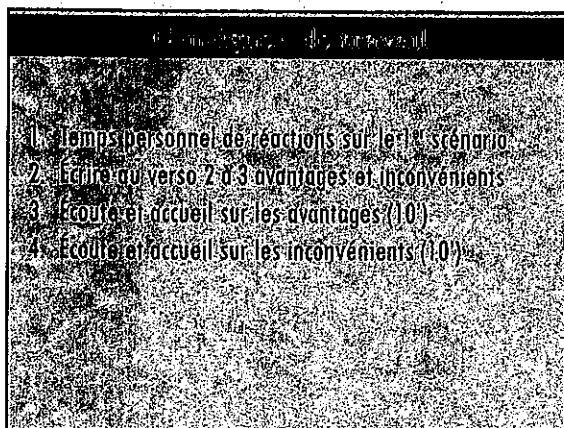 Consignes de travail
1. Temps personnel de réactions sur le 1er scénario
2. Écrire au verso 2 à 3 avantages et inconvénients
3. Écoute et accueil sur les avantages (10')
4. Écoute et accueil sur les inconvénients (10')